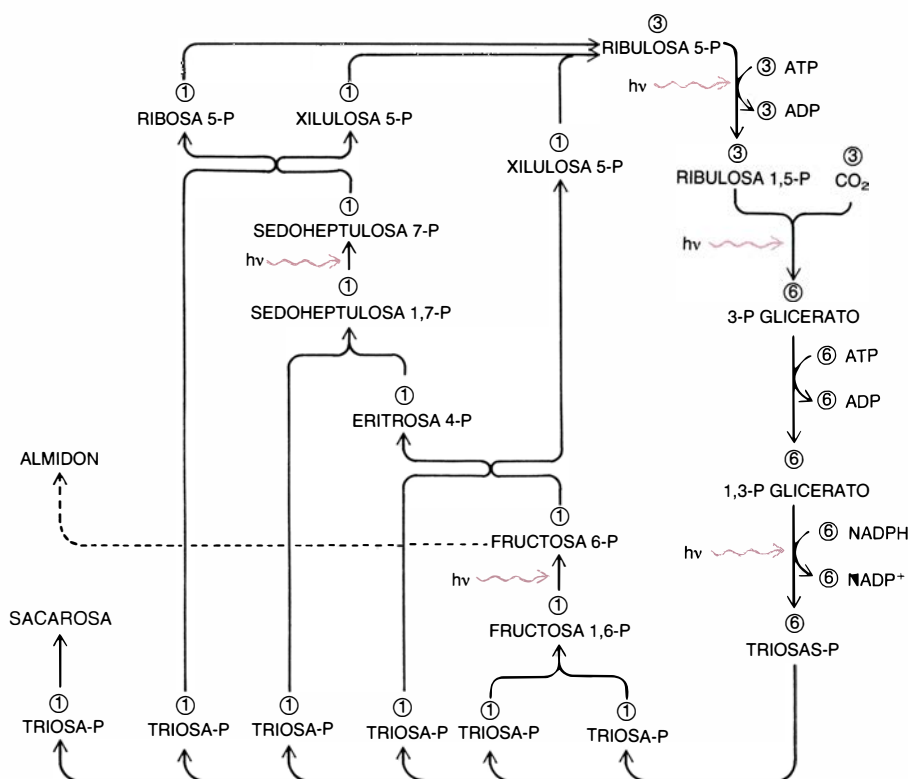 ③
RIBULOSA 5-P
③ ATP
hν
③ ADP
①
RIBOSA 5-P
①
XILULOSA 5-P
①
XILULOSA 5-P
③
RIBULOSA 1,5-P
③
CO₂
①
SEDOHEPTULOSA 7-P
hν
hν
①
SEDOHEPTULOSA 1,7-P
⑥
3-P GLICERATO
⑥ ATP
⑥ ADP
①
ERITROSA 4-P
ALMIDON
⑥
1,3-P GLICERATO
①
FRUCTOSA 6-P
⑥ NADPH
hν
⑥ NADP⁺
hν
①
FRUCTOSA 1,6-P
SACAROSA
⑥
TRIOSAS-P
①
TRIOSA-P
①
TRIOSA-P
①
TRIOSA-P
①
TRIOSA-P
①
TRIOSA-P
①
TRIOSA-P